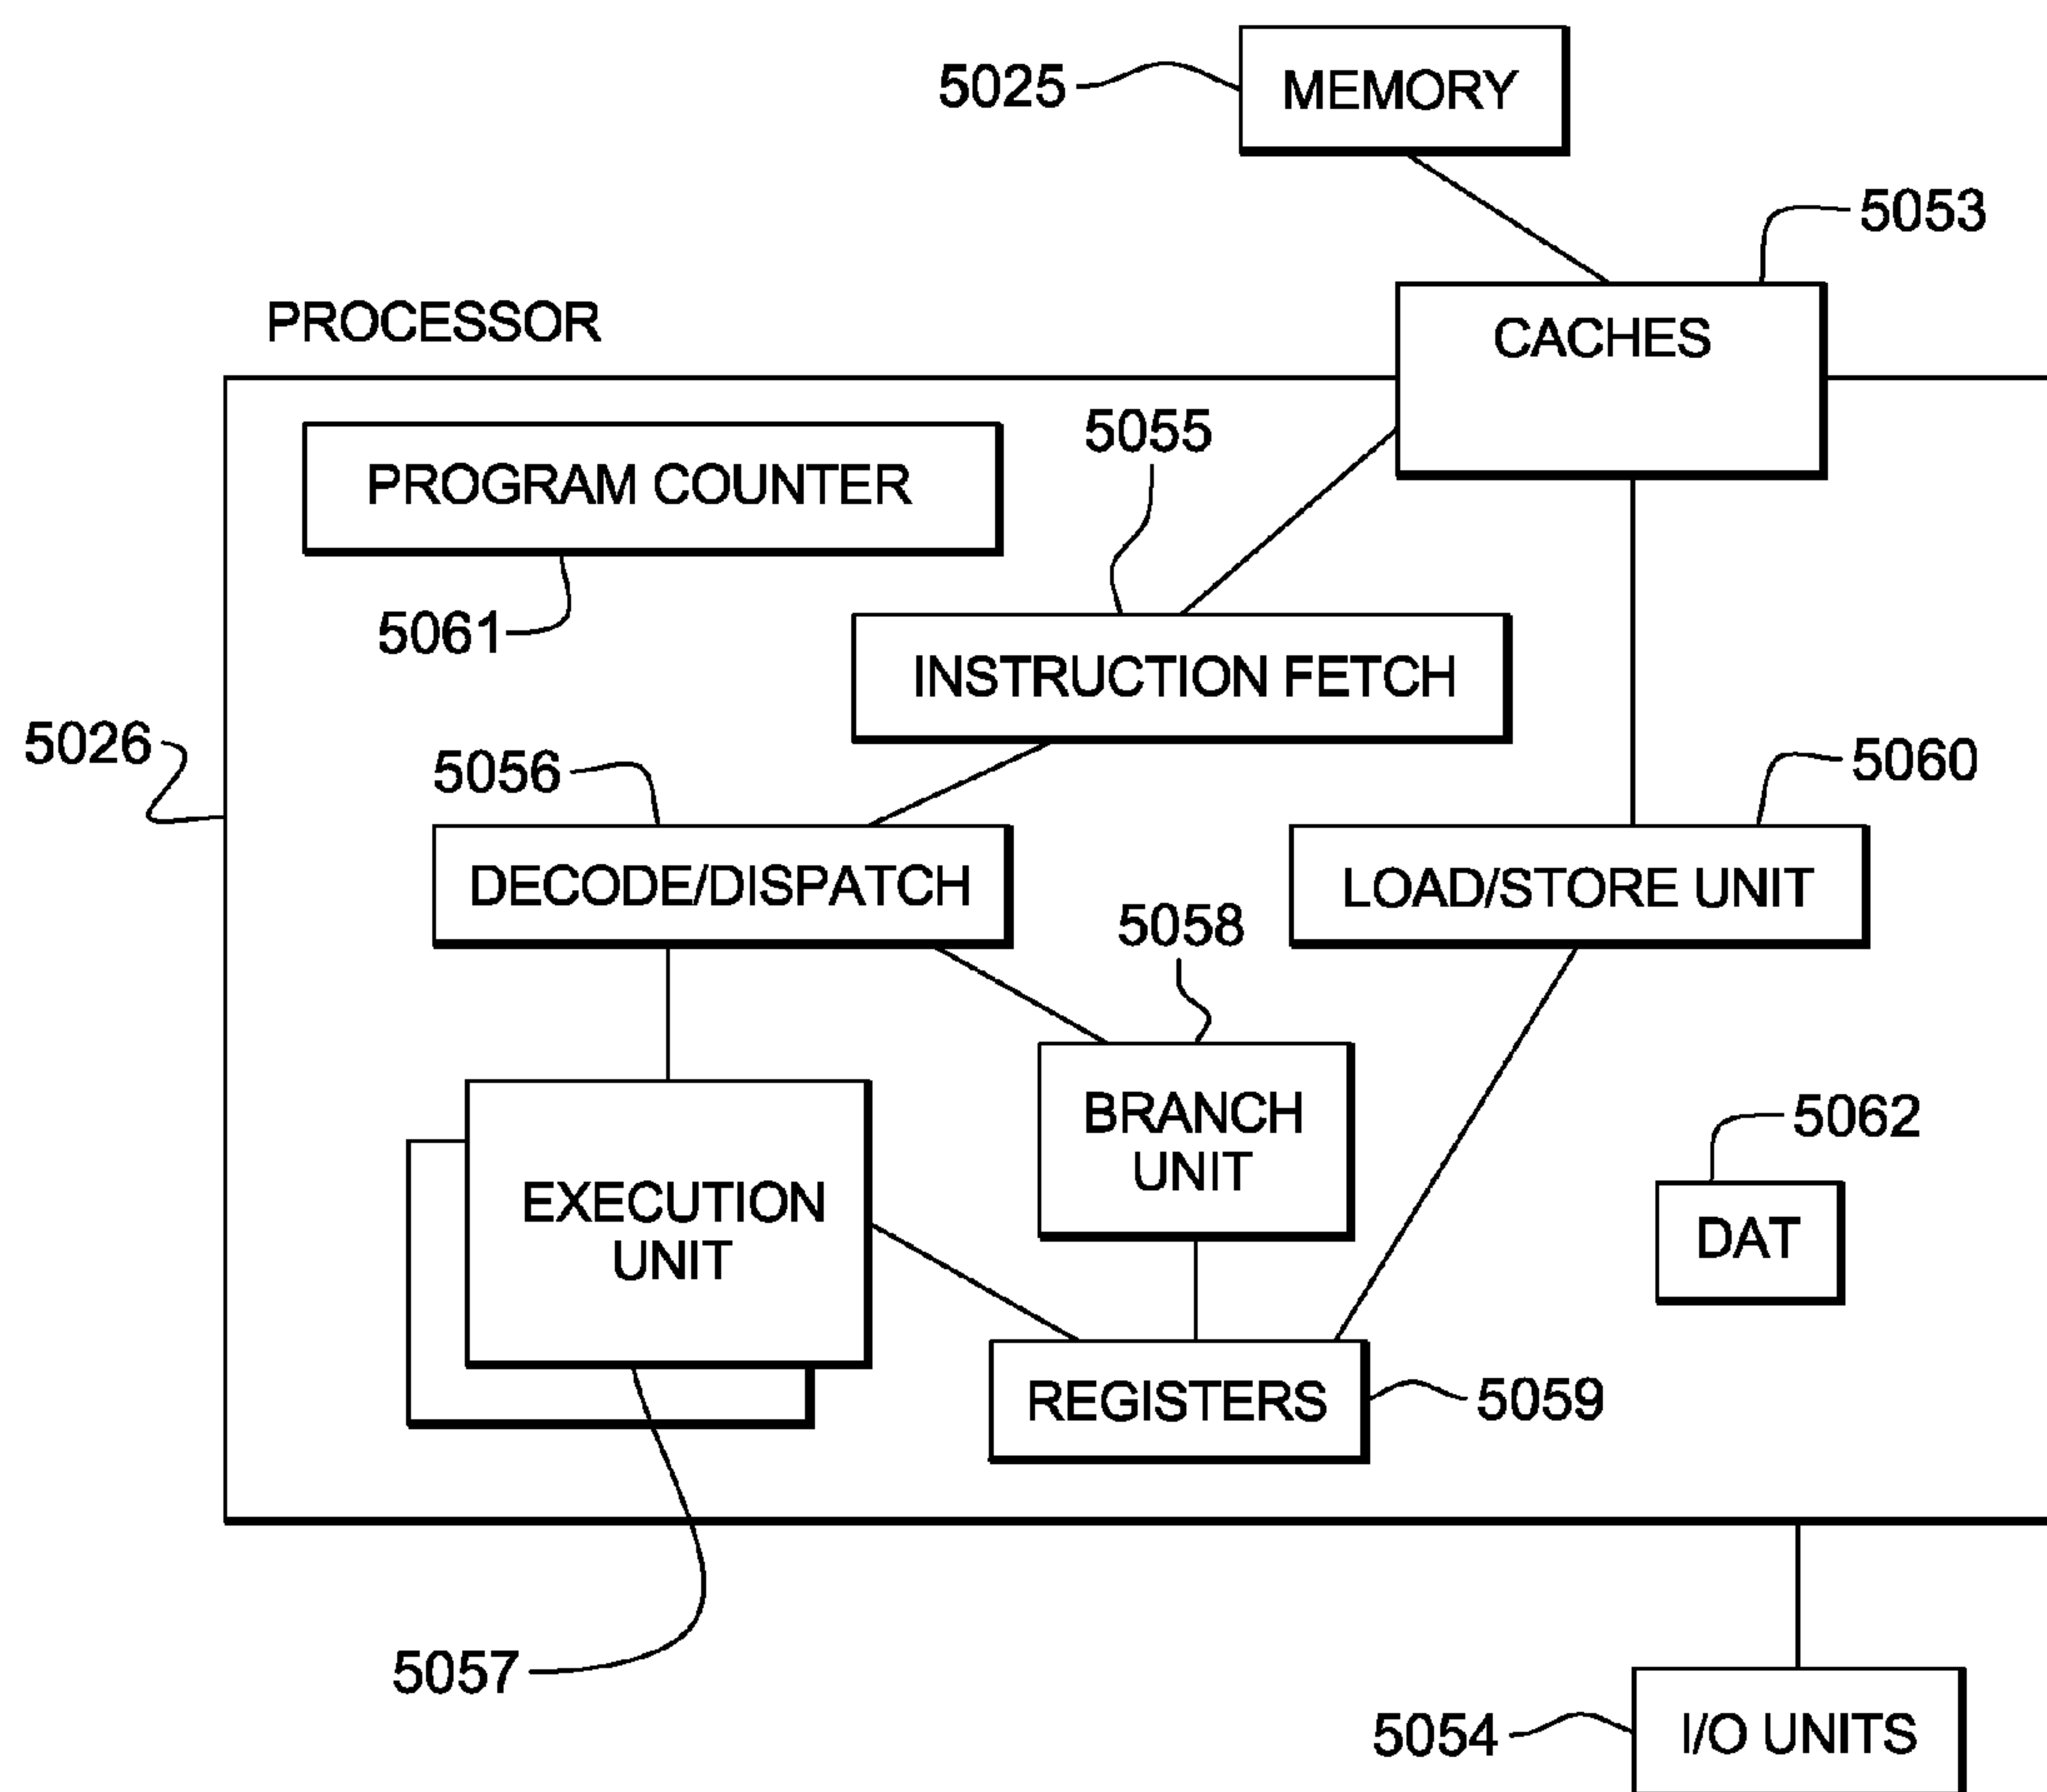 MEMORY
5025
5053
CACHES
PROCESSOR
5055
PROGRAM COUNTER
5061
INSTRUCTION FETCH
5026
5056
5060
DECODE/DISPATCH
LOAD/STORE UNIT
5058
BRANCH
UNIT
5062
EXECUTION
UNIT
DAT
REGISTERS
5059
5057
5054
I/O UNITS